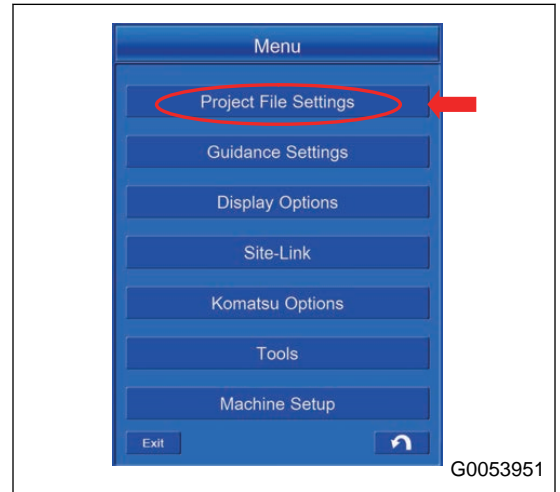 Menu
Project File Settings
Guidance Settings
Display Options
Site-Link
Komatsu Options
Tools
Machine Setup
Exit
G0053951